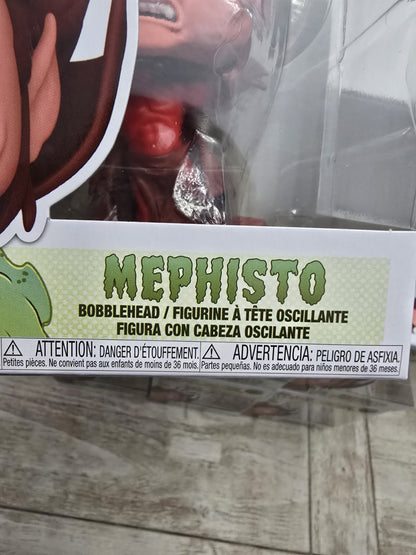 MEPHISTO
BOBBLEHEAD / FIGURINE À TÊTE OSCILLANTE
FIGURA CON CABEZA OSCILANTE
ATTENTION: DANGER D'ÉTOUFFEMENT.
Petites pièces. Ne convient pas aux enfants de moins de 36 mois.
ADVERTENCIA: PELIGRO DE ASFIXIA.
Partes pequeñas. No es adecuado para niños menores de 36 meses.